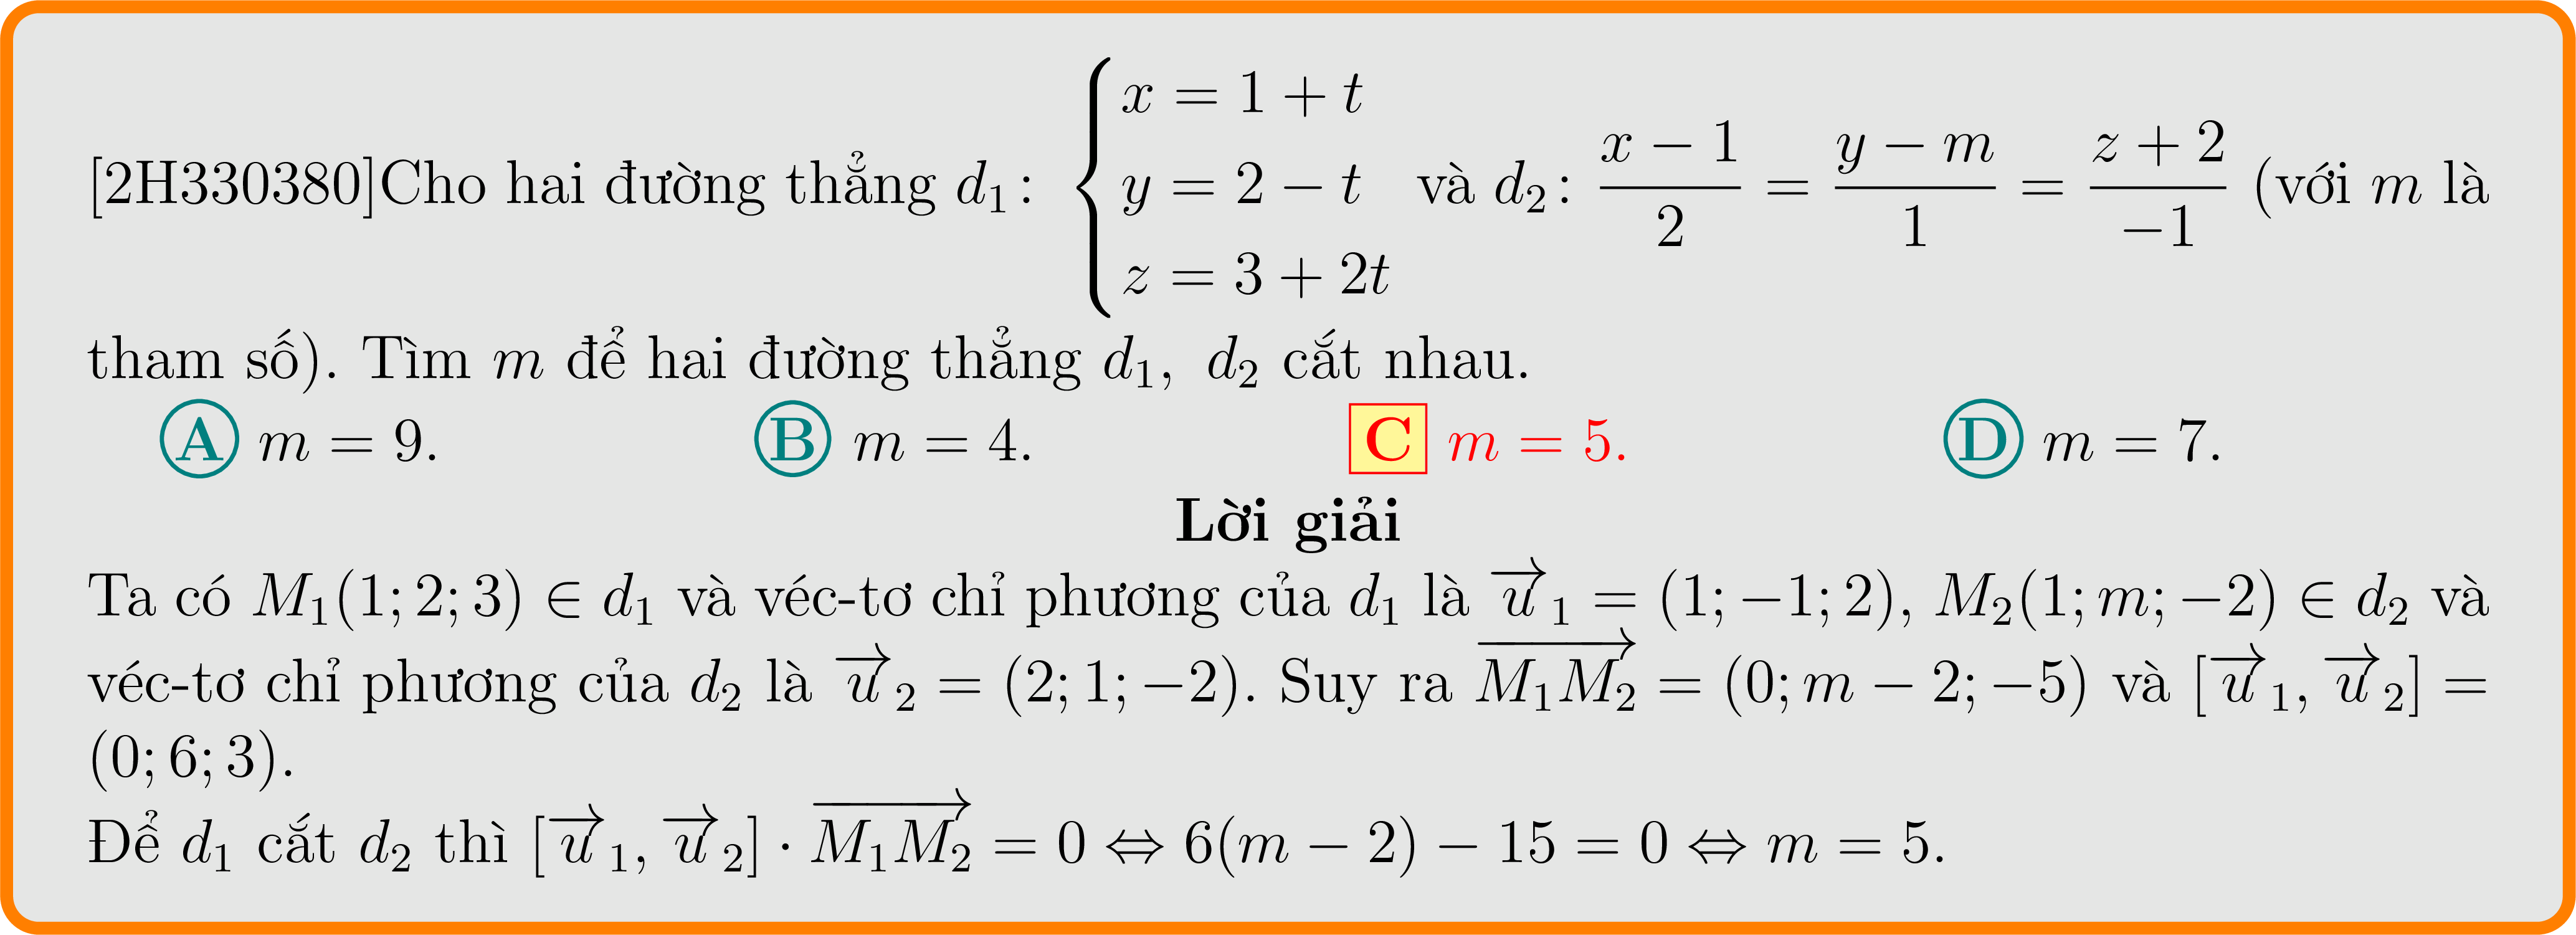 [2H330380]Cho hai đường thẳng $d_1$: $\begin{cases} x = 1 + t \\ y = 2 - t \\ z = 3 + 2t \end{cases}$ và $d_2$: $\dfrac{x-1}{2} = \dfrac{y-m}{1} = \dfrac{z+2}{-1}$ (với $m$ là
tham số). Tìm $m$ để hai đường thẳng $d_1$, $d_2$ cắt nhau.
A $m = 9$. B $m = 4$. C $m = 5$. D $m = 7$.
Lời giải
Ta có $M_1(1; 2; 3) \in d_1$ và véc-tơ chỉ phương của $d_1$ là $\overrightarrow{u}_1 = (1; -1; 2)$, $M_2(1; m; -2) \in d_2$ và
véc-tơ chỉ phương của $d_2$ là $\overrightarrow{u}_2 = (2; 1; -2)$. Suy ra $\overrightarrow{M_1M_2} = (0; m - 2; -5)$ và $[\overrightarrow{u}_1, \overrightarrow{u}_2] =$
$(0; 6; 3)$.
Để $d_1$ cắt $d_2$ thì $[\overrightarrow{u}_1, \overrightarrow{u}_2] \cdot \overrightarrow{M_1M_2} = 0 \Leftrightarrow 6(m - 2) - 15 = 0 \Leftrightarrow m = 5$.